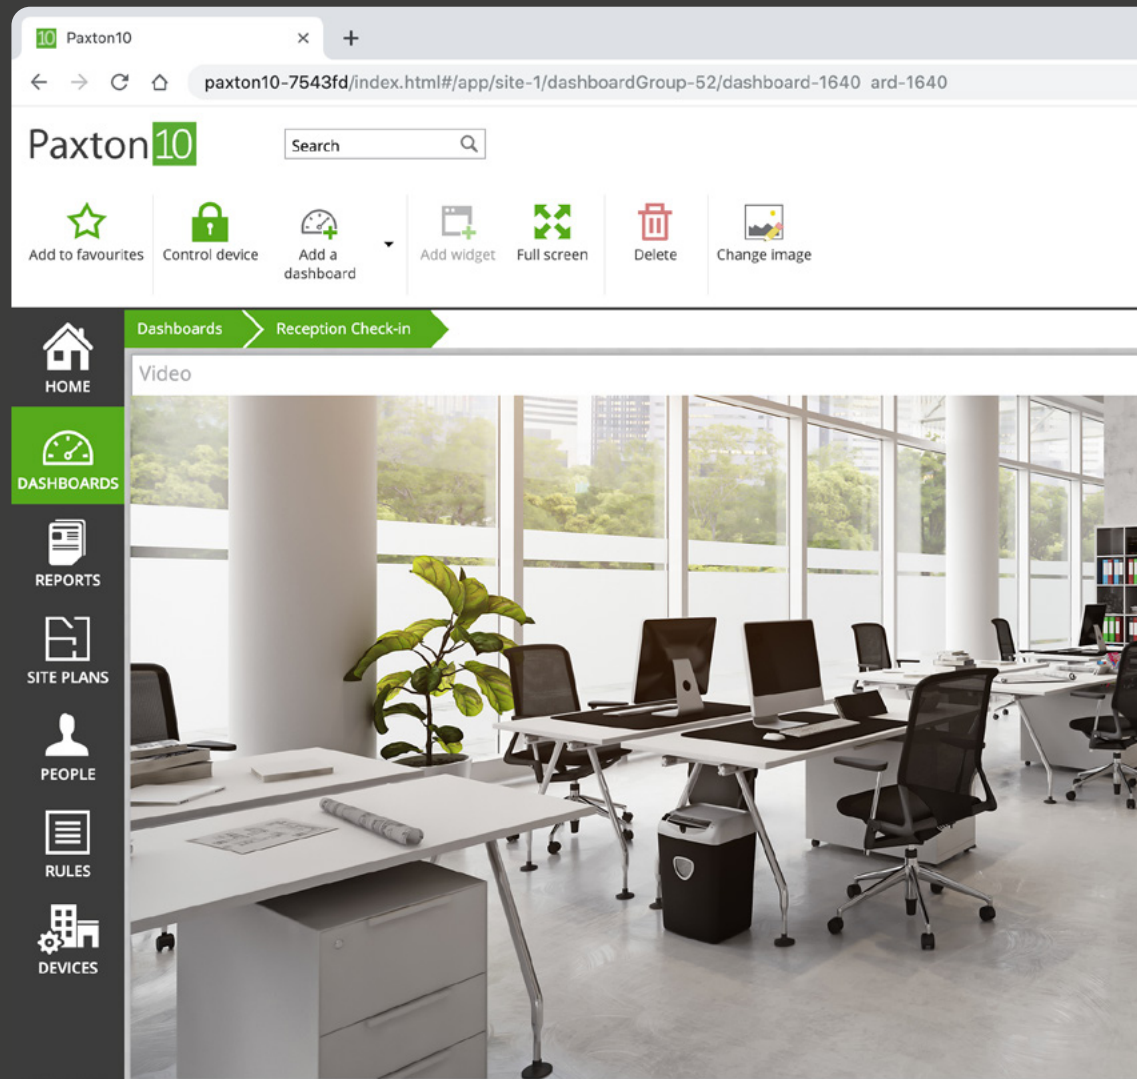 10 Paxton10
paxton10-7543fd/index.html#/app/site-1/dashboardGroup-52/dashboard-1640 ard-1640
Paxton10
Search
Add to favourites
Control device
Add a
dashboard
Add widget
Full screen
Delete
Change image
Dashboards
Reception Check-in
Video
HOME
DASHBOARDS
REPORTS
SITE PLANS
PEOPLE
RULES
DEVICES